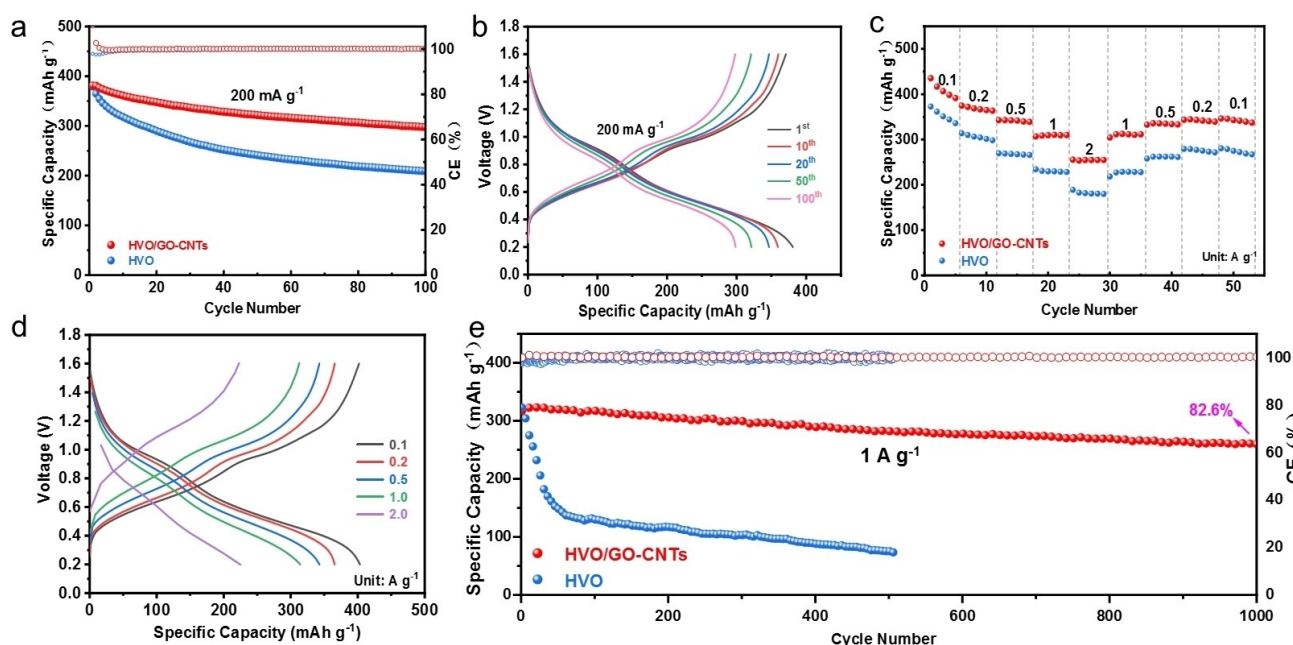 a
500
400
300
200
100
0
Specific Capacity（mAh g-1）
200 mA g-1
HVO/GO-CNTs
HVO
0 20 40 60 80 100
Cycle Number
100
80
60
40
20
0
CE (%)
b
1.8
1.6
1.4
1.2
1.0
0.8
0.6
0.4
0.2
0.0
Voltage (V)
200 mA g-1
1st
10th
20th
50th
100th
0 100 200 300 400
Specific Capacity (mAh g-1)
c
500
400
300
200
100
0
Specific Capacity（mAh g-1）
0.1
0.2
0.5
1
2
1
0.5
0.2
0.1
HVO/GO-CNTs
HVO
Unit: A g-1
0 10 20 30 40 50
Cycle Number
d
1.8
1.6
1.4
1.2
1.0
0.8
0.6
0.4
0.2
Voltage (V)
0.1
0.2
0.5
1.0
2.0
Unit: A g-1
0 100 200 300 400 500
Specific Capacity (mAh g-1)
e
400
300
200
100
0
Specific Capacity（mAh g-1）
82.6%
1 A g-1
HVO/GO-CNTs
HVO
0 200 400 600 800 1000
Cycle Number
100
80
60
40
20
0
CE（%）